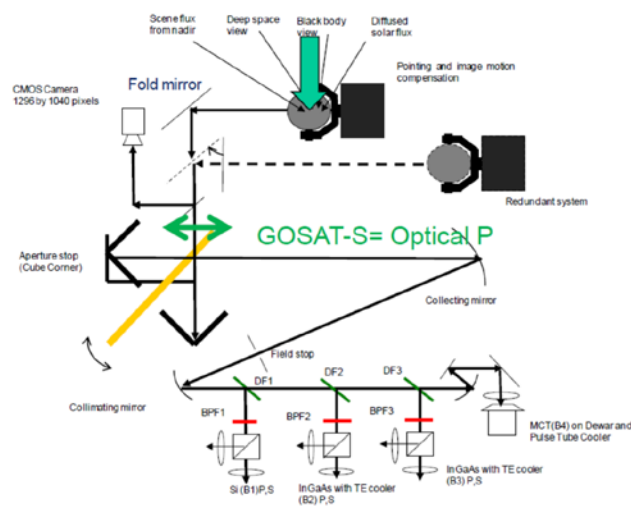 Scene flux
from nadir
Deep space
view
Black body
view
Diffused
solar flux
CMOS Camera
1296 by 1040 pixels
Fold mirror
Pointing and image motion
compensation
Redundant system
GOSAT-S= Optical P
Aperture stop
(Cube Corner)
Collecting mirror
Field stop
Collimating mirror
DF1
DF2
DF3
BPF1
BPF2
BPF3
MCT(B4) on Dewar and
Pulse Tube Cooler
Si (B1)P,S
InGaAs with TE cooler
(B2) P,S
InGaAs with TE cooler
(B3) P,S